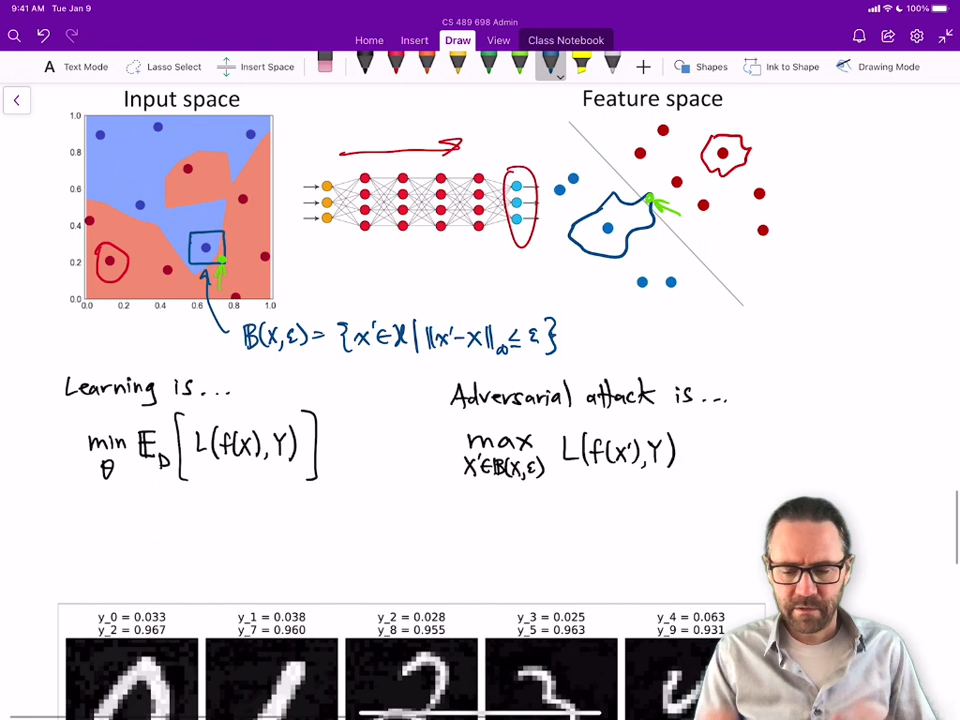 9:41 AM Tue Jan 9
100%
CS 489 698 Admin
Home Insert Draw View Class Notebook
A Text Mode Lasso Select Insert Space Shapes Ink to Shape Drawing Mode
Input space
Feature space
1.0
0.8
0.6
0.4
0.2
0.0
0.0 0.2 0.4 0.6 0.8 1.0
B(x,ε) = {x'∈X | ||x'-x||∞ ≤ ε}
Learning is...
min E_D [L(f(x),Y)]
θ
Adversarial attack is...
max L(f(x'),Y)
x'∈B(x,ε)
y_0 = 0.033 y_1 = 0.038 y_2 = 0.028 y_3 = 0.025 y_4 = 0.063
y_2 = 0.967 y_7 = 0.960 y_8 = 0.955 y_5 = 0.963 y_9 = 0.931